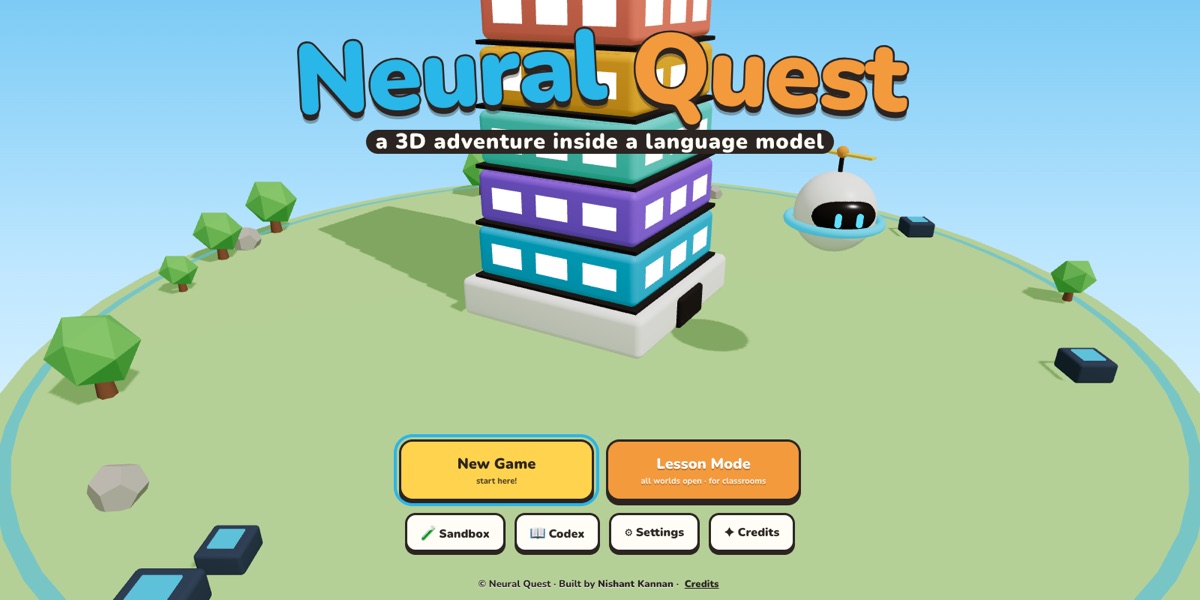 Neural Quest
a 3D adventure inside a language model
New Game
start here!
Lesson Mode
all worlds open - for classrooms
Sandbox
Codex
Settings
Credits
© Neural Quest · Built by Nishant Kannan · Credits